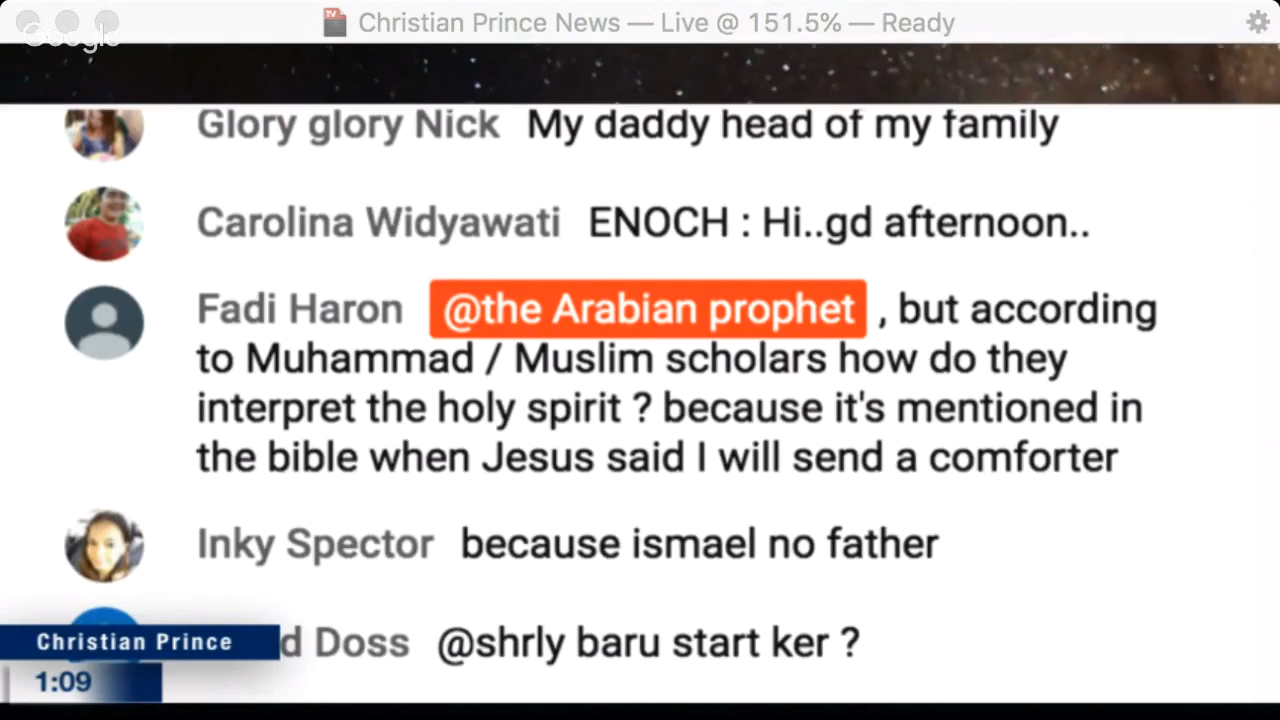 Christian Prince News — Live @ 151.5% — Ready
Google
Glory glory Nick My daddy head of my family
Carolina Widyawati ENOCH : Hi..gd afternoon..
Fadi Haron @the Arabian prophet , but according
to Muhammad / Muslim scholars how do they
interpret the holy spirit ? because it's mentioned in
the bible when Jesus said I will send a comforter
Inky Spector because ismael no father
d Doss @shrly baru start ker ?
Christian Prince
1:09